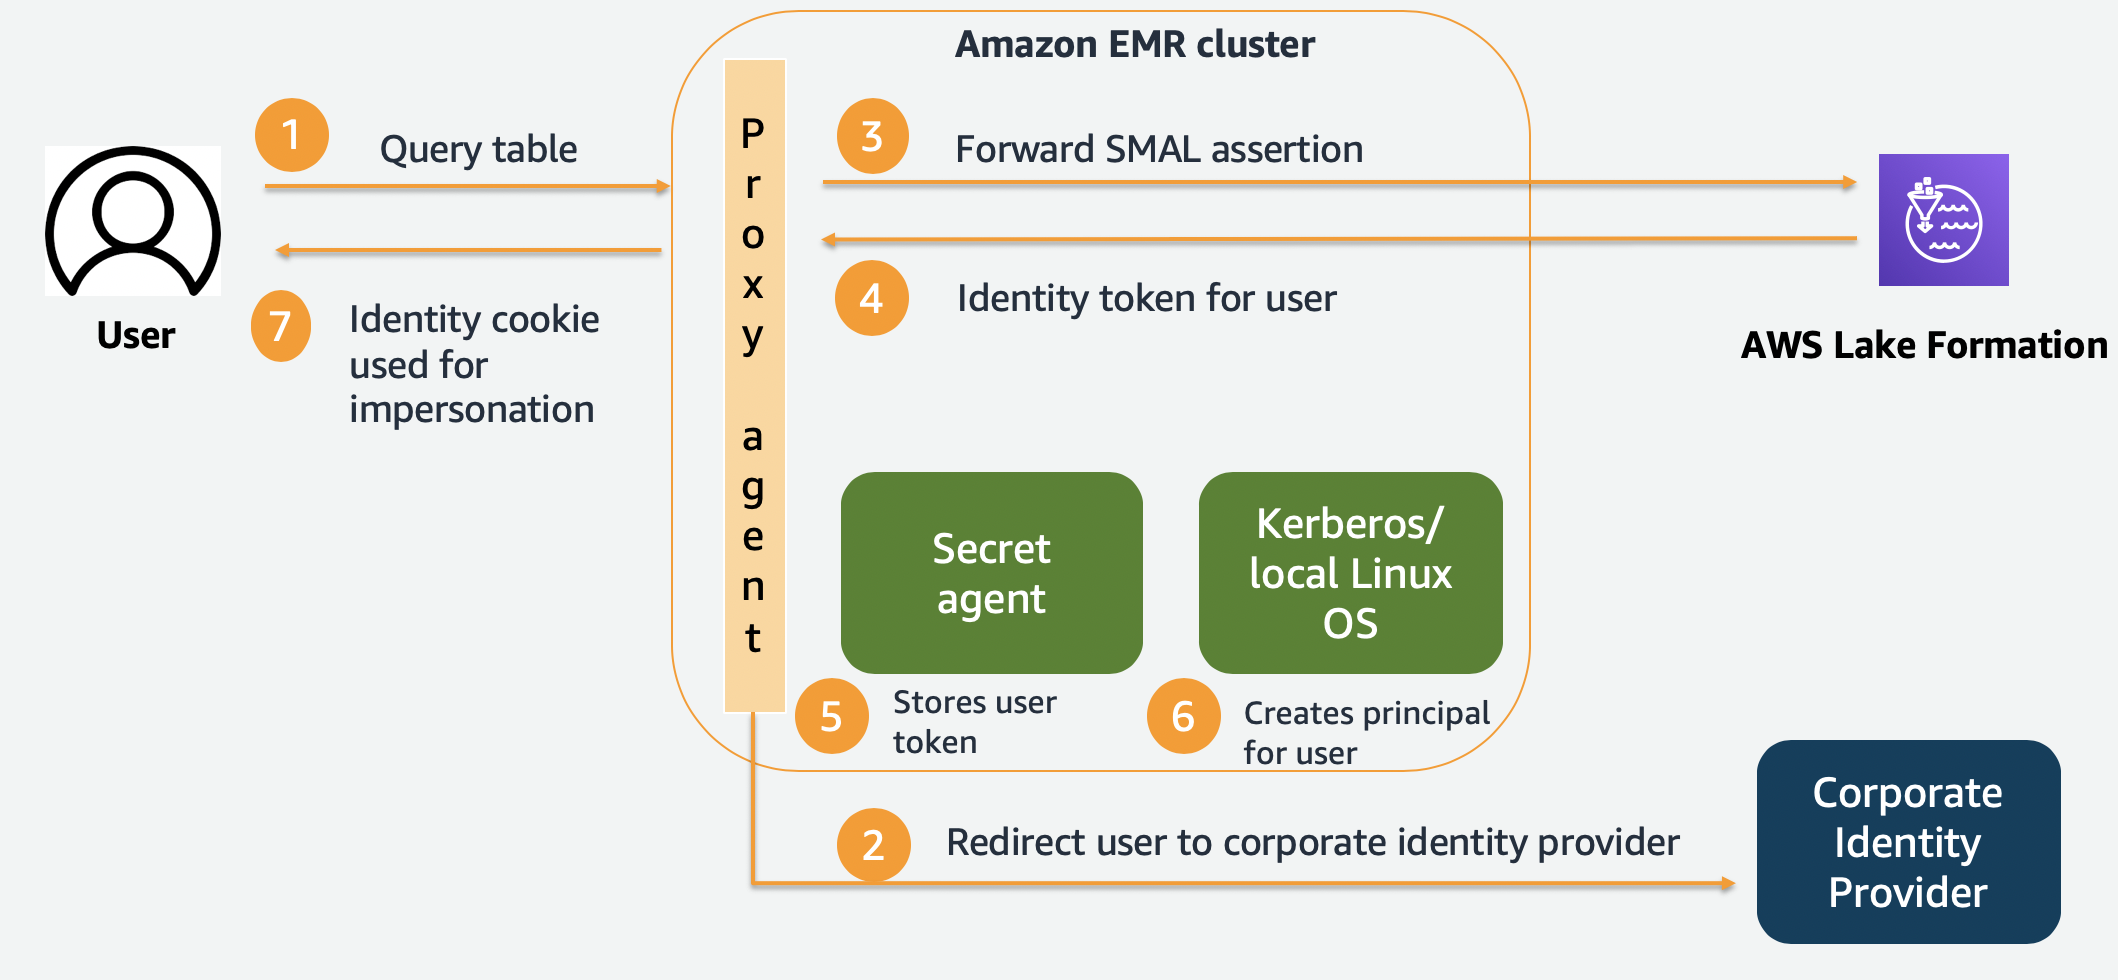 Amazon EMR cluster
1
Query table
Proxy agent
3
Forward SMAL assertion
4
Identity token for user
User
7
Identity cookie
used for
impersonation
AWS Lake Formation
Secret
agent
Kerberos/
local Linux
OS
5
Stores user
token
6
Creates principal
for user
2
Redirect user to corporate identity provider
Corporate
Identity
Provider